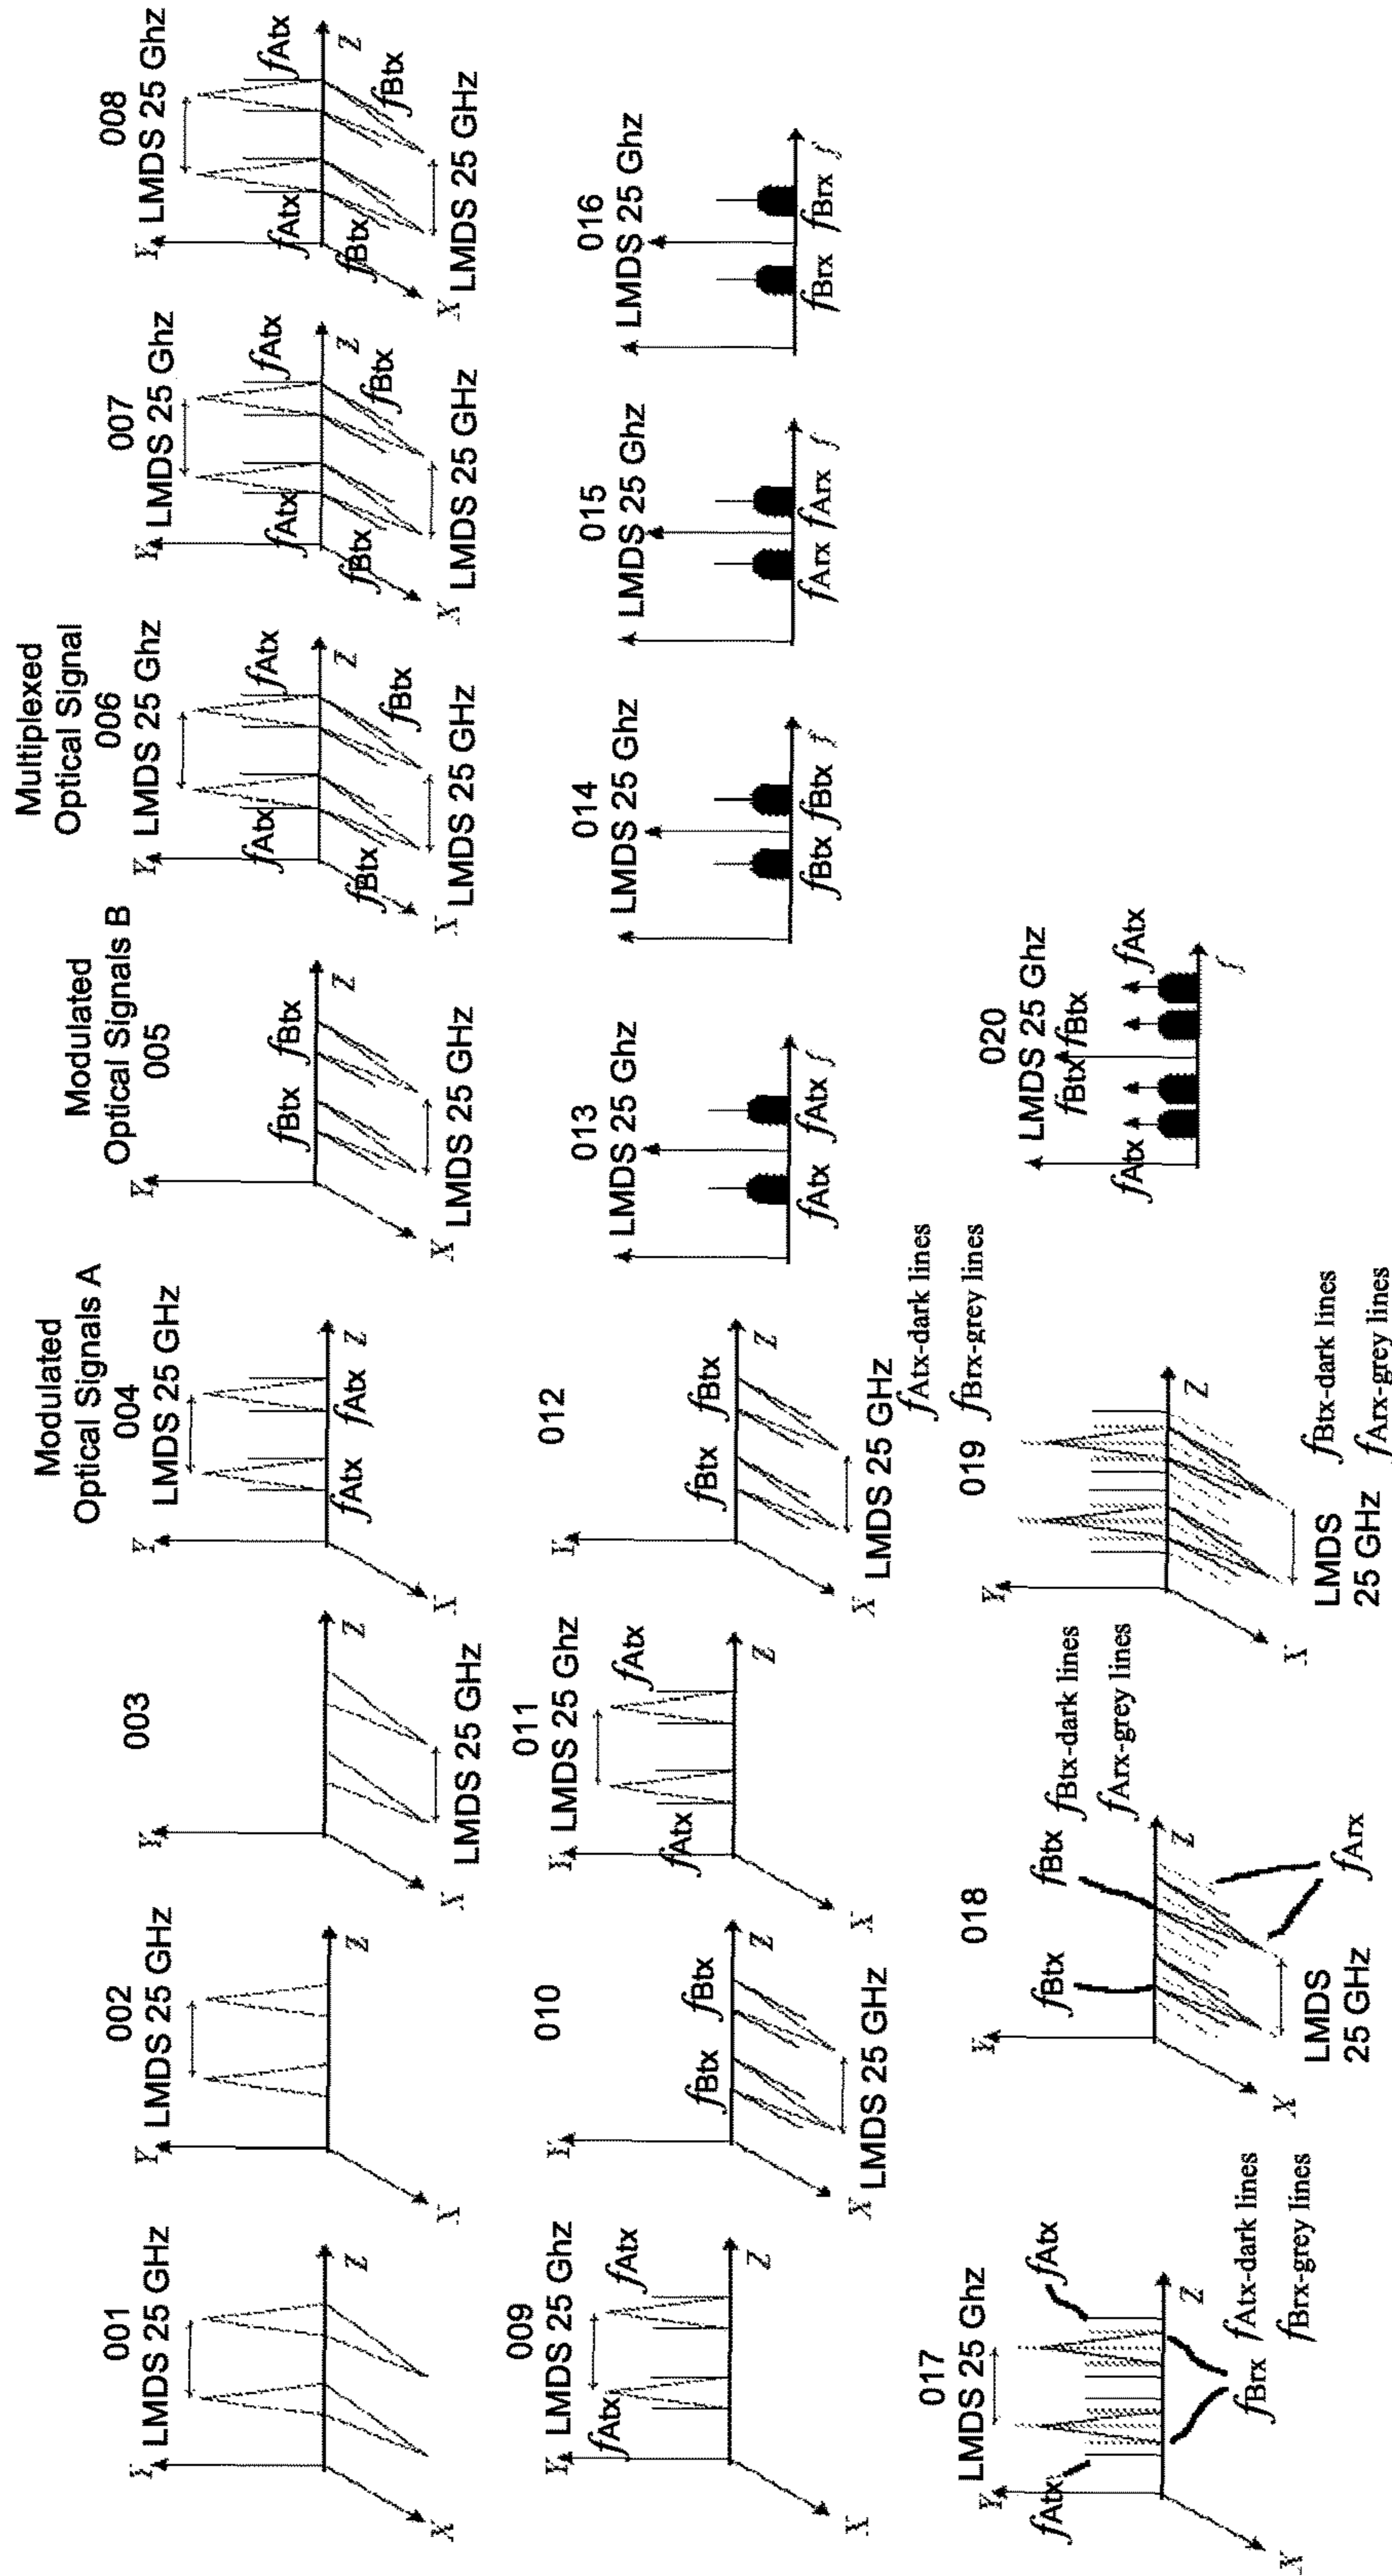 001
LMDS 25 GHz
Y
Z
X
002
LMDS 25 GHz
Y
Z
X
003
Y
Z
X
LMDS 25 GHz
Modulated
Optical Signals A
004
LMDS 25 GHz
Y
Z
fAtx fAtx
X
Modulated
Optical Signals B
005
Y
fBtx fBtx
Z
X
LMDS 25 GHz
Multiplexed
Optical Signal
006
LMDS 25 Ghz
Y
fAtx fAtx
Z
fBtx fBtx
X
LMDS 25 GHz
007
LMDS 25 Ghz
Y
fAtx fAtx
Z
fBtx fBtx
X
LMDS 25 GHz
008
LMDS 25 Ghz
Y
fAtx fAtx
Z
fBtx fBtx
X
LMDS 25 GHz
009
LMDS 25 Ghz
Y
fAtx fAtx
Z
X
010
Y
fBtx fBtx
Z
X
LMDS 25 GHz
011
LMDS 25 Ghz
Y
fAtx fAtx
Z
X
012
Y
fBtx fBtx
Z
X
LMDS 25 GHz
013
LMDS 25 Ghz
fAtx fAtx f
014
LMDS 25 Ghz
fBtx fBtx f
015
LMDS 25 Ghz
fArx fArx f
016
LMDS 25 Ghz
fBrx fBrx f
017
LMDS 25 Ghz
Y
fAtx fAtx
Z
fBrx
X
fAtx-dark lines
fBrx-grey lines
018
fBtx-dark lines
fArx-grey lines
Y
fBtx fBtx
Z
X
fArx
LMDS
25 GHz
019
fAtx-dark lines
fBrx-grey lines
Y
Z
X
LMDS
25 GHz
fBtx-dark lines
fArx-grey lines
020
LMDS 25 Ghz
fBtx fBtx
fAtx fAtx
f